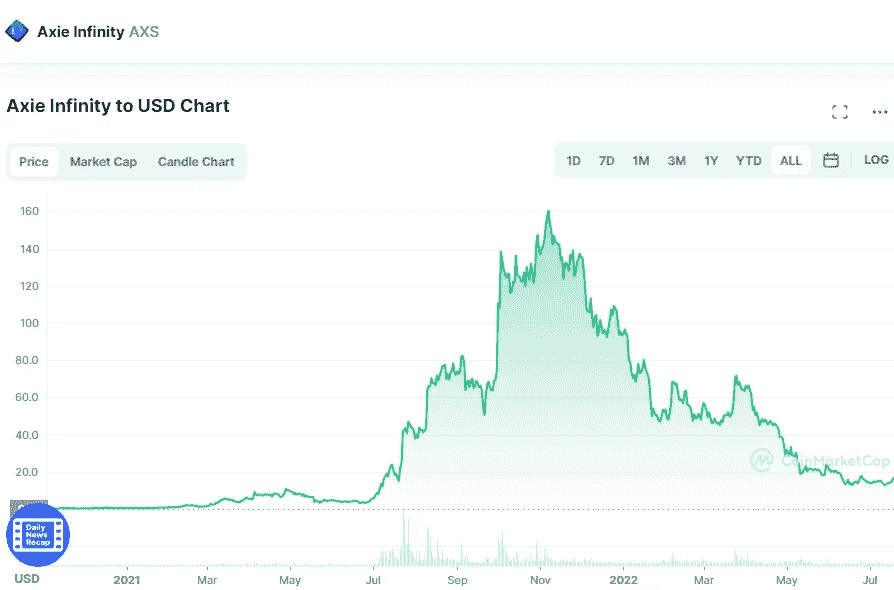 Axie Infinity AXS
Axie Infinity to USD Chart
Price Market Cap Candle Chart
1D 7D 1M 3M 1Y YTD ALL LOG
160
140
120
100
80.0
60.0
40.0
20.0
CoinMarketCap
Daily
News
Recap
USD 2021 Mar May Jul Sep Nov 2022 Mar May Jul